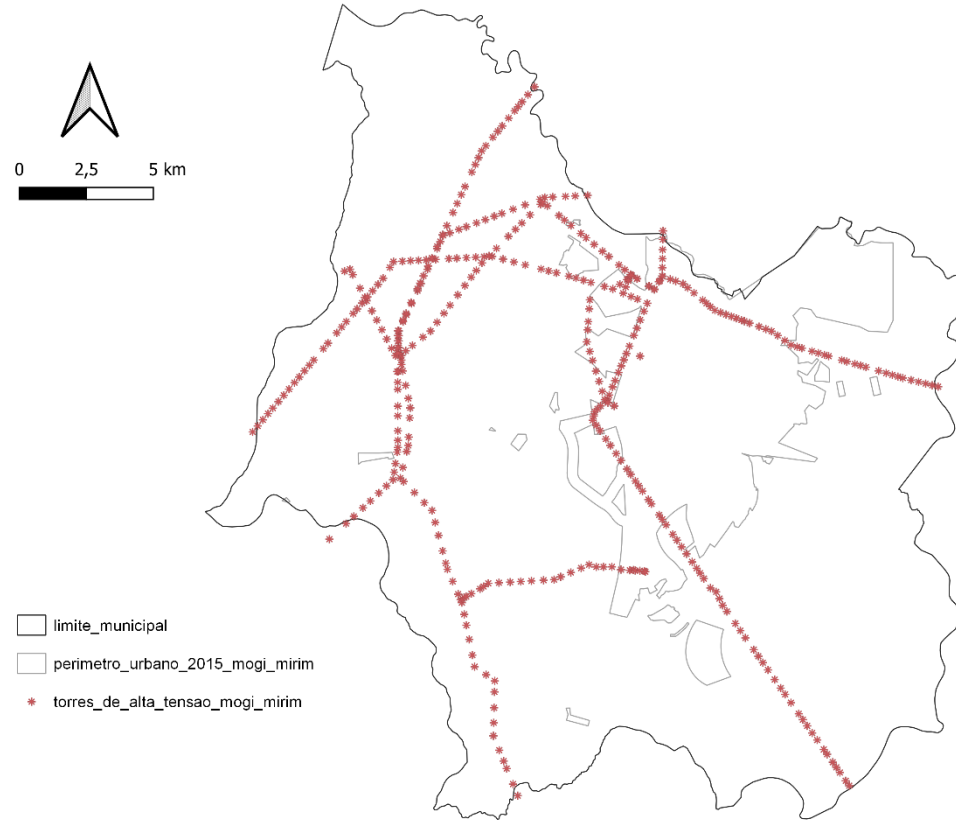 0 2,5 5 km
limite_municipal
perimetro_urbano_2015_mogi_mirim
torres_de_alta_tensao_mogi_mirim